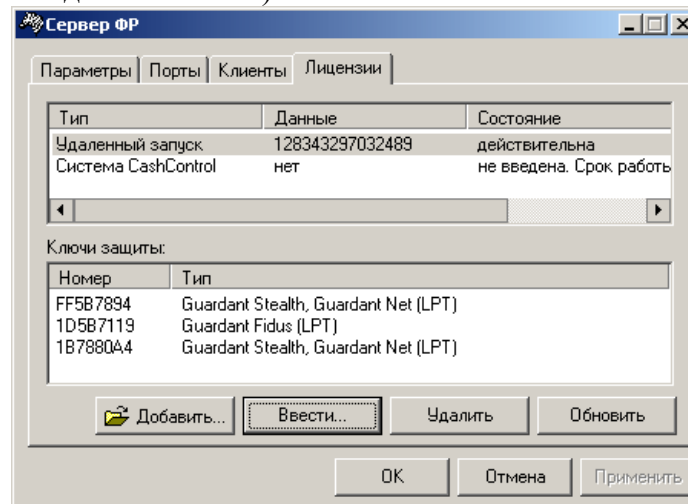 Сервер ФР
Параметры Порты Клиенты Лицензии
Тип Данные Состояние
Удаленный запуск 128343297032489 действительна
Система CashControl нет не введена. Срок работь
Ключи защиты:
Номер Тип
FF5B7894 Guardant Stealth, Guardant Net (LPT)
1D5B7119 Guardant Fidus (LPT)
1B7880A4 Guardant Stealth, Guardant Net (LPT)
Добавить... Ввести... Удалить Обновить
OK Отмена Применить